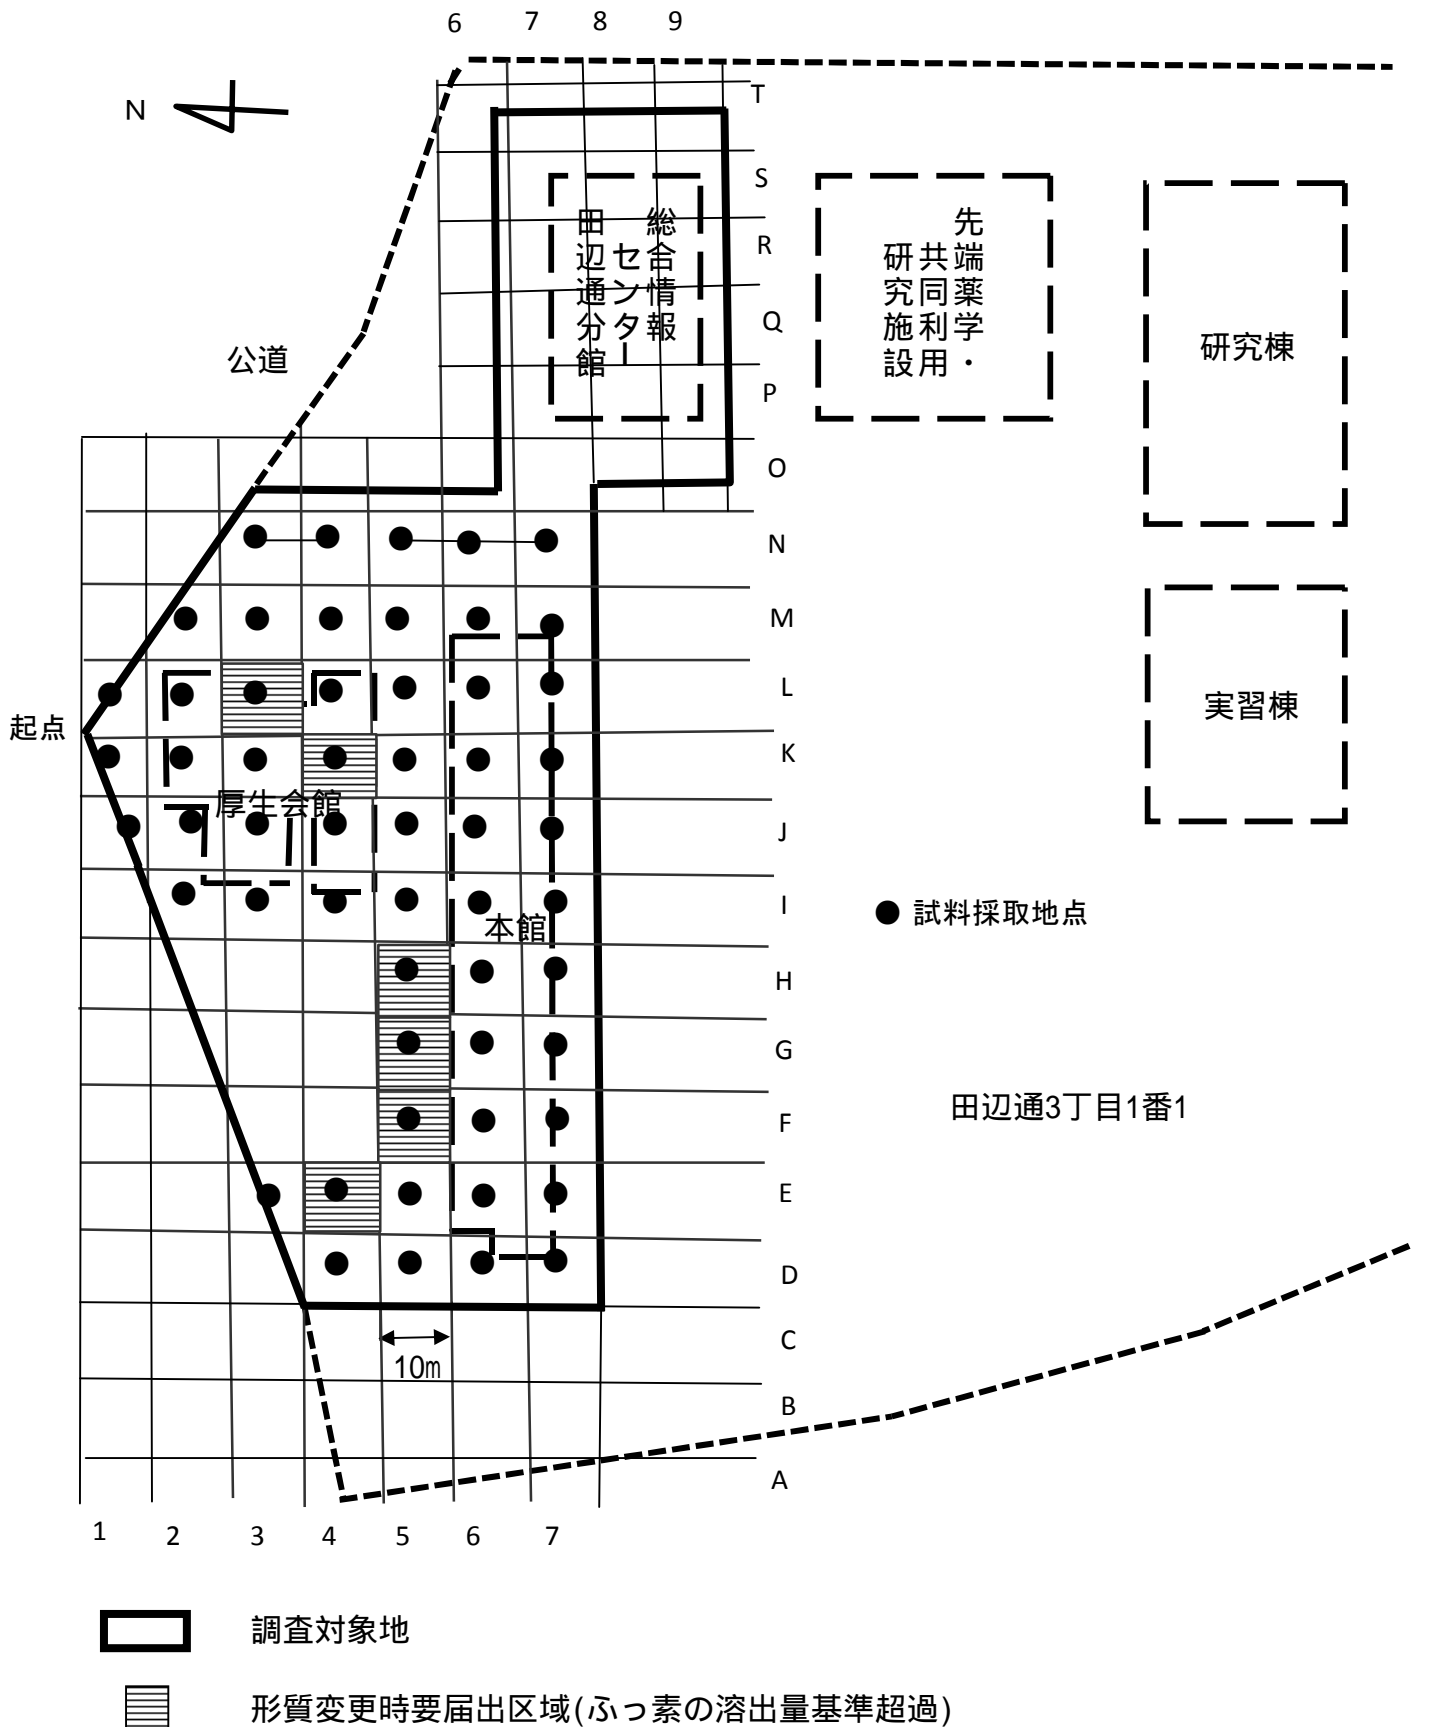 6 7 8 9
N
T
S
R
Q
P
O
N
M
L
K
J
I
H
G
F
E
D
C
B
A
総合情報
センター
田辺通分館
先端薬学・
共同利用
研究施設
研究棟
公道
実習棟
起点
厚生会館
本館
● 試料採取地点
田辺通3丁目1番1
10m
1 2 3 4 5 6 7
調査対象地
形質変更時要届出区域(ふっ素の溶出量基準超過)